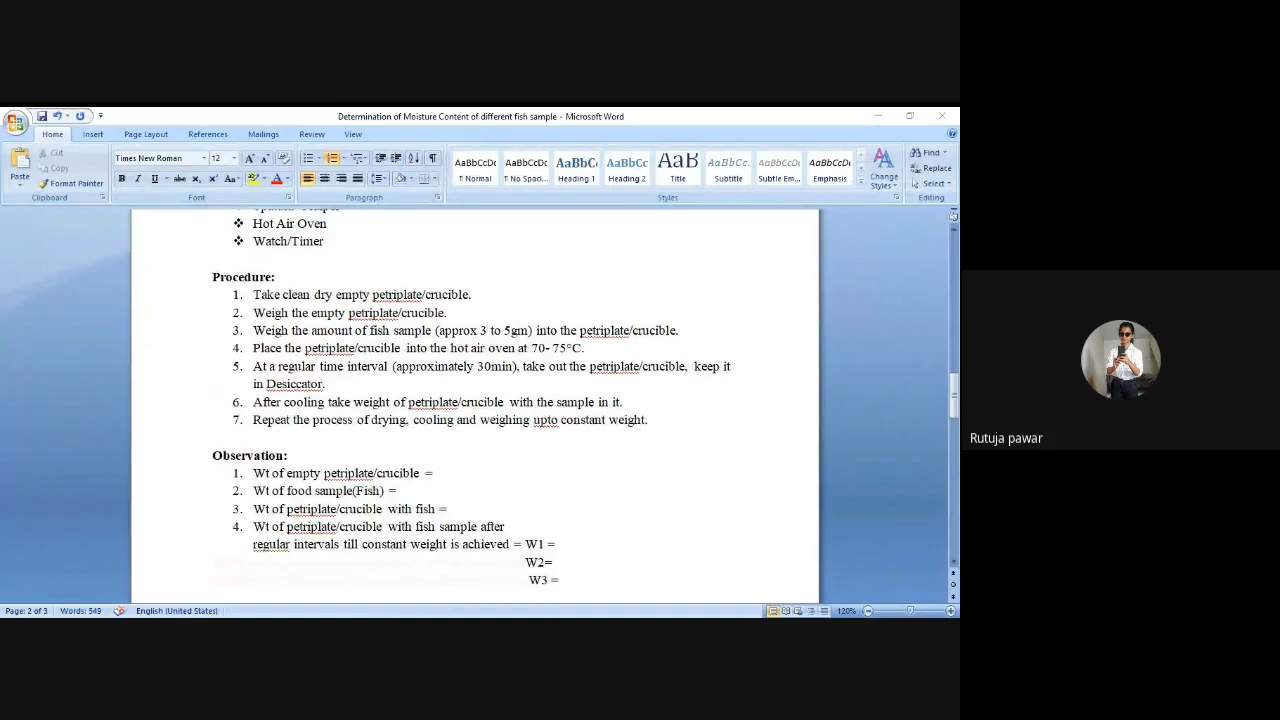 Determination of Moisture Content of different fish sample - Microsoft Word
Home Insert Page Layout References Mailings Review View
Paste
Cut
Copy
Format Painter
Clipboard
Times New Roman 12
Font
Paragraph
AaBbCcDc AaBbCcDc AaBbC AaBbCc AaB AaBbCc. AaBbCcDc AaBbCcDc
¶ Normal ¶ No Spaci... Heading 1 Heading 2 Title Subtitle Subtle Em... Emphasis
Change
Styles
Styles
Find
Replace
Select
Editing
❖ Hot Air Oven
❖ Watch/Timer
Procedure:
1. Take clean dry empty petriplate/crucible.
2. Weigh the empty petriplate/crucible.
3. Weigh the amount of fish sample (approx 3 to 5gm) into the petriplate/crucible.
4. Place the petriplate/crucible into the hot air oven at 70- 75°C.
5. At a regular time interval (approximately 30min), take out the petriplate/crucible, keep it
in Desiccator.
6. After cooling take weight of petriplate/crucible with the sample in it.
7. Repeat the process of drying, cooling and weighing upto constant weight.
Observation:
1. Wt of empty petriplate/crucible =
2. Wt of food sample(Fish) =
3. Wt of petriplate/crucible with fish =
4. Wt of petriplate/crucible with fish sample after
regular intervals till constant weight is achieved = W1 =
W2=
W3 =
Page: 2 of 3 Words: 549 English (United States) 120%
Rutuja pawar